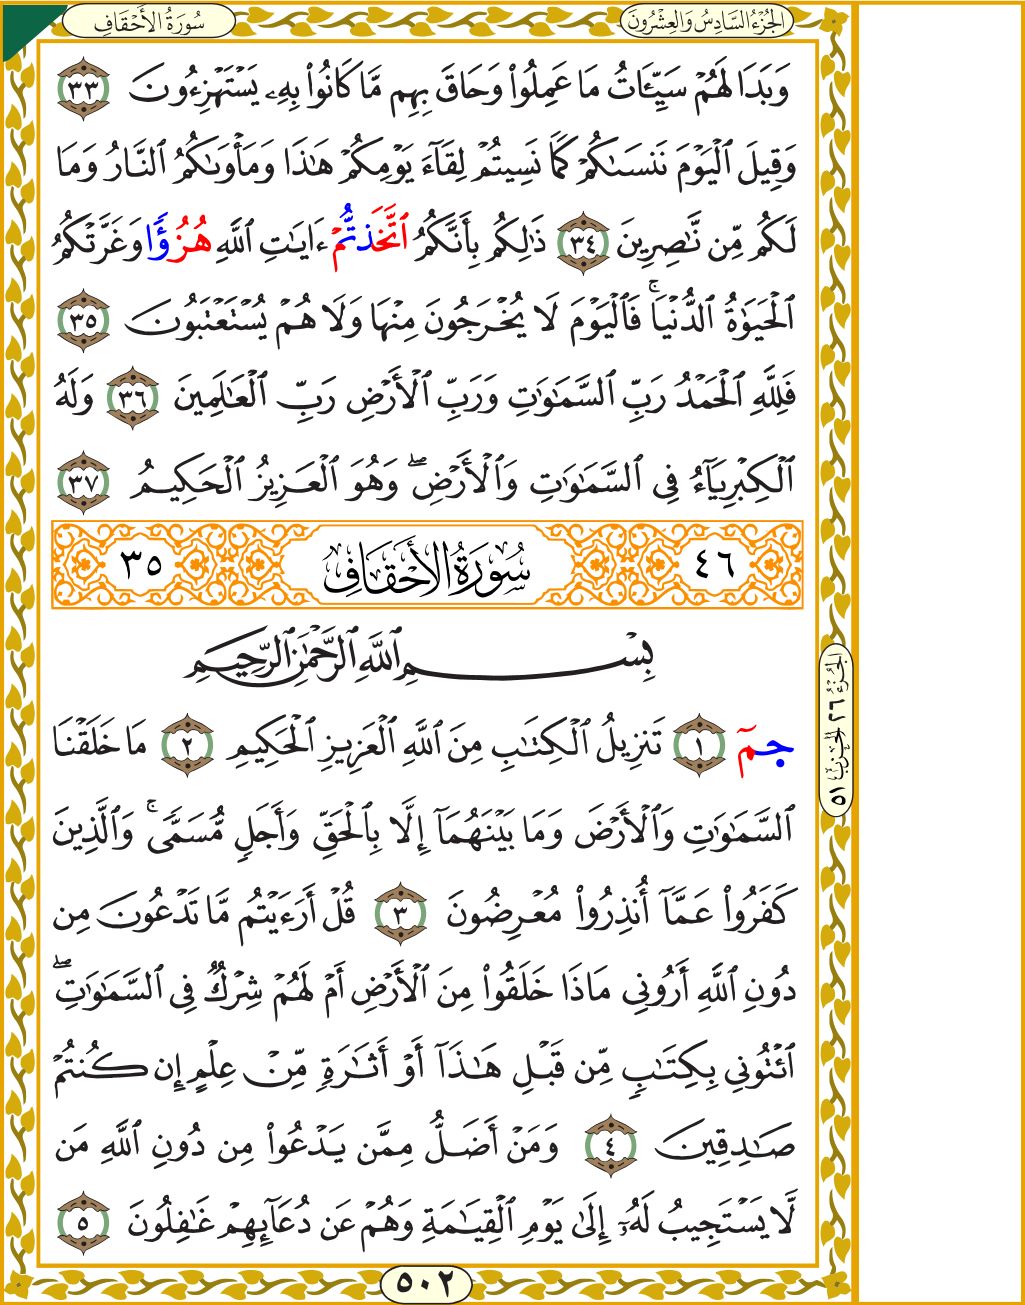 الجُزْءُ السَّادِسُ وَالعِشْرُونَ
سُورَةُ الأَحْقَافِ
وَبَدَا لَهُمْ سَيِّـَٔاتُ مَا عَمِلُوا۟ وَحَاقَ بِهِم مَّا كَانُوا۟ بِهِۦ يَسْتَهْزِءُونَ ٣٣
وَقِيلَ ٱلْيَوْمَ نَنسَىٰكُمْ كَمَا نَسِيتُمْ لِقَآءَ يَوْمِكُمْ هَٰذَا وَمَأْوَىٰكُمُ ٱلنَّارُ وَمَا
لَكُم مِّن نَّٰصِرِينَ ٣٤ ذَٰلِكُم بِأَنَّكُمُ ٱتَّخَذتُّمْ ءَايَٰتِ ٱللَّهِ هُزُؤًا وَغَرَّتْكُمُ
ٱلْحَيَوٰةُ ٱلدُّنْيَاۚ فَٱلْيَوْمَ لَا يُخْرَجُونَ مِنْهَا وَلَا هُمْ يُسْتَعْتَبُونَ ٣٥
فَلِلَّهِ ٱلْحَمْدُ رَبِّ ٱلسَّمَٰوَٰتِ وَرَبِّ ٱلْأَرْضِ رَبِّ ٱلْعَٰلَمِينَ ٣٦ وَلَهُ
ٱلْكِبْرِيَآءُ فِى ٱلسَّمَٰوَٰتِ وَٱلْأَرْضِۖ وَهُوَ ٱلْعَزِيزُ ٱلْحَكِيمُ ٣٧
٤٦ سُورَةُ الأَحْقَافِ ٣٥
بِسْمِ ٱللَّهِ ٱلرَّحْمَٰنِ ٱلرَّحِيمِ
حمٓ ١ تَنزِيلُ ٱلْكِتَٰبِ مِنَ ٱللَّهِ ٱلْعَزِيزِ ٱلْحَكِيمِ ٢ مَا خَلَقْنَا
ٱلسَّمَٰوَٰتِ وَٱلْأَرْضَ وَمَا بَيْنَهُمَآ إِلَّا بِٱلْحَقِّ وَأَجَلٍ مُّسَمًّىۚ وَٱلَّذِينَ
كَفَرُوا۟ عَمَّآ أُنذِرُوا۟ مُعْرِضُونَ ٣ قُلْ أَرَءَيْتُم مَّا تَدْعُونَ مِن
دُونِ ٱللَّهِ أَرُونِى مَاذَا خَلَقُوا۟ مِنَ ٱلْأَرْضِ أَمْ لَهُمْ شِرْكٌ فِى ٱلسَّمَٰوَٰتِۖ
ٱئْتُونِى بِكِتَٰبٍ مِّن قَبْلِ هَٰذَآ أَوْ أَثَٰرَةٍ مِّنْ عِلْمٍ إِن كُنتُمْ
صَٰدِقِينَ ٤ وَمَنْ أَضَلُّ مِمَّن يَدْعُوا۟ مِن دُونِ ٱللَّهِ مَن
لَّا يَسْتَجِيبُ لَهُۥٓ إِلَىٰ يَوْمِ ٱلْقِيَٰمَةِ وَهُمْ عَن دُعَآئِهِمْ غَٰفِلُونَ ٥
الجُزْءُ ٢٦ الحِزْبُ ٥١
٥٠٢